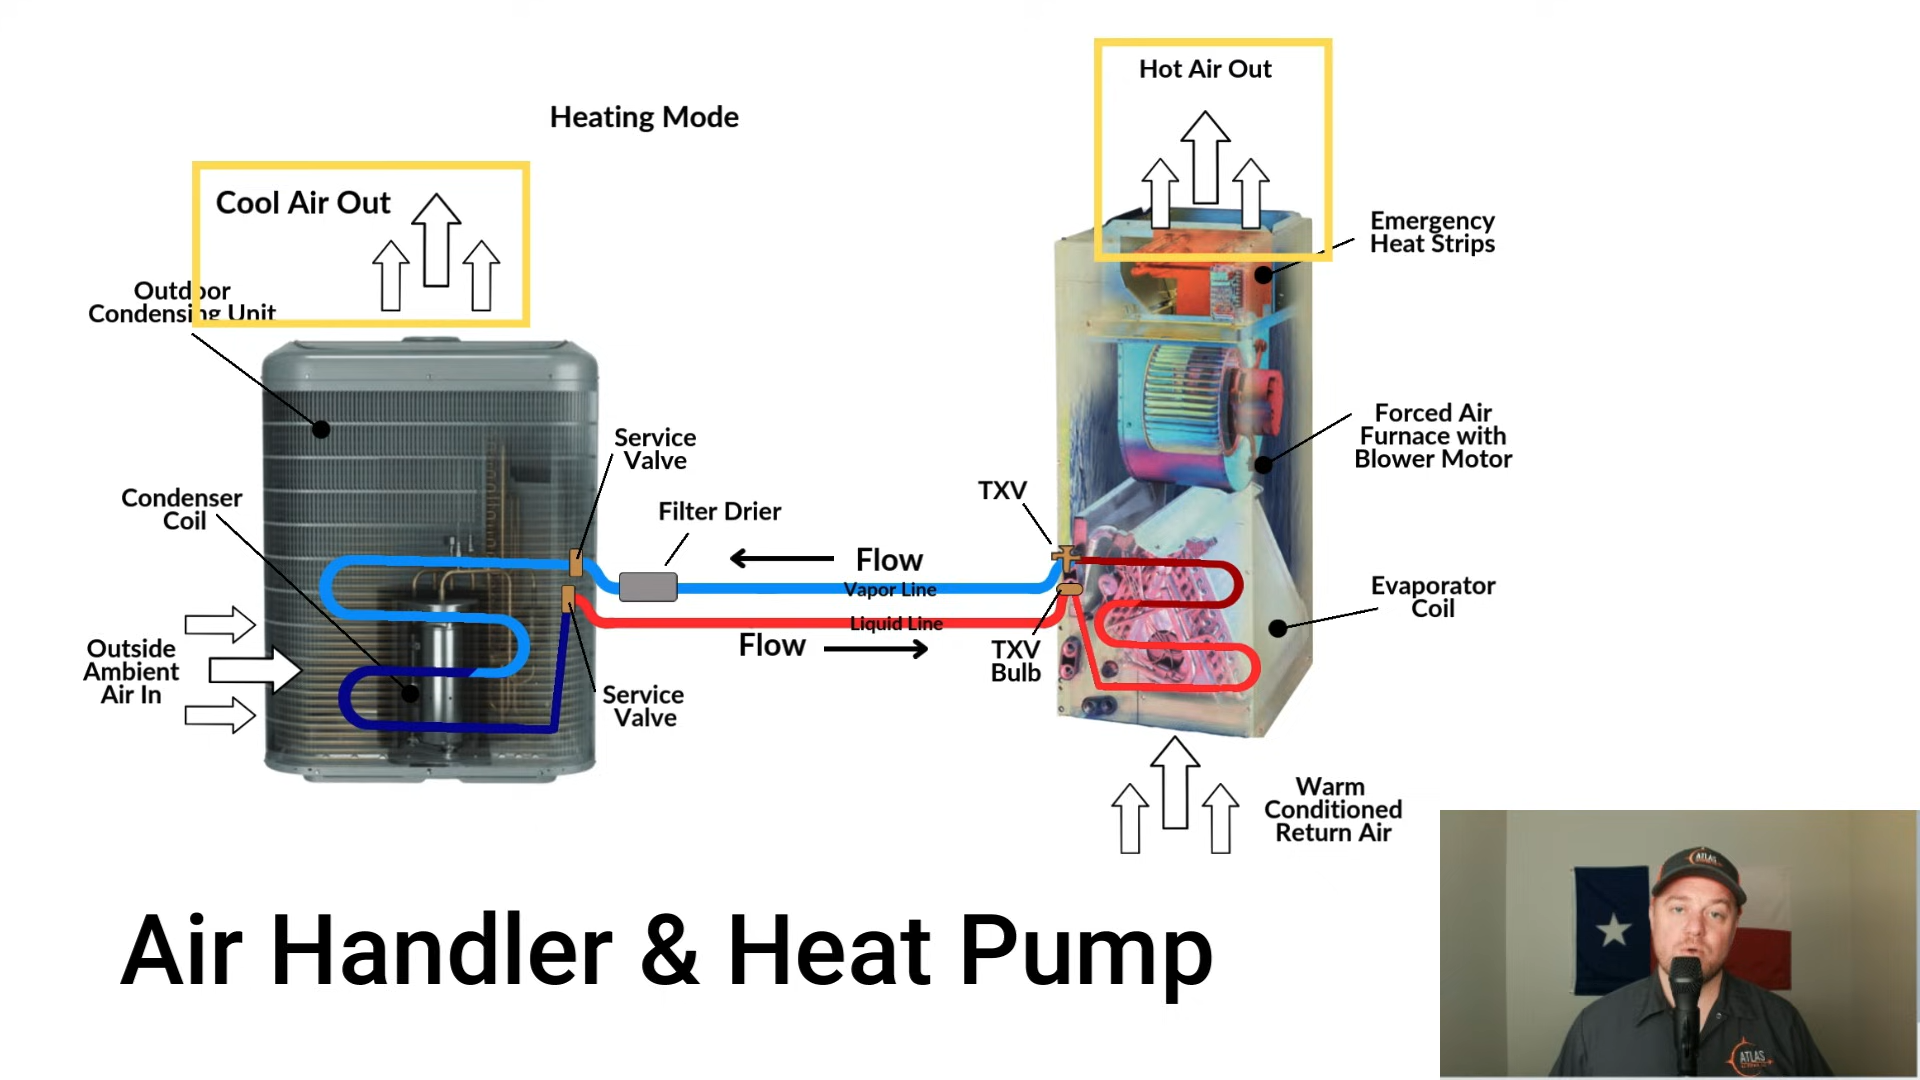 Hot Air Out
Heating Mode
Cool Air Out
Emergency
Heat Strips
Outdoor
Condensing Unit
Forced Air
Furnace with
Blower Motor
Service
Valve
Condenser
Coil
Filter Drier
TXV
Flow
Vapor Line
Evaporator
Coil
Liquid Line
Flow
Outside
Ambient
Air In
TXV
Bulb
Service
Valve
Warm
Conditioned
Return Air
Air Handler & Heat Pump
ATLAS
ATLAS